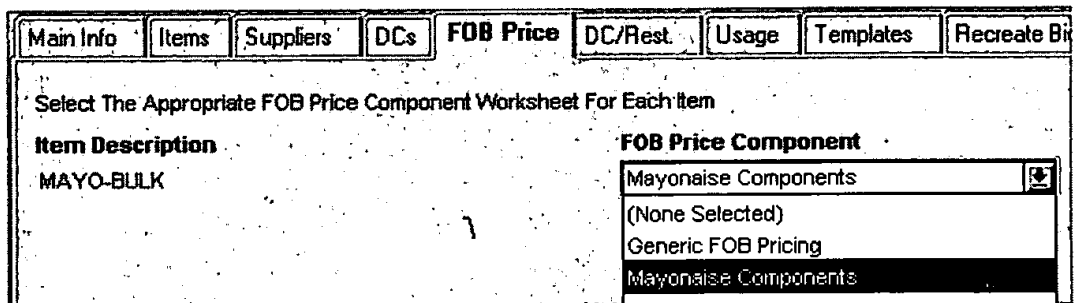 Main Info Items Suppliers DCs FOB Price DC/Rest. Usage Templates Recreate Bid
Select The Appropriate FOB Price Component Worksheet For Each Item
Item Description FOB Price Component
MAYO-BULK Mayonaise Components
(None Selected)
Generic FOB Pricing
Mayonaise Components